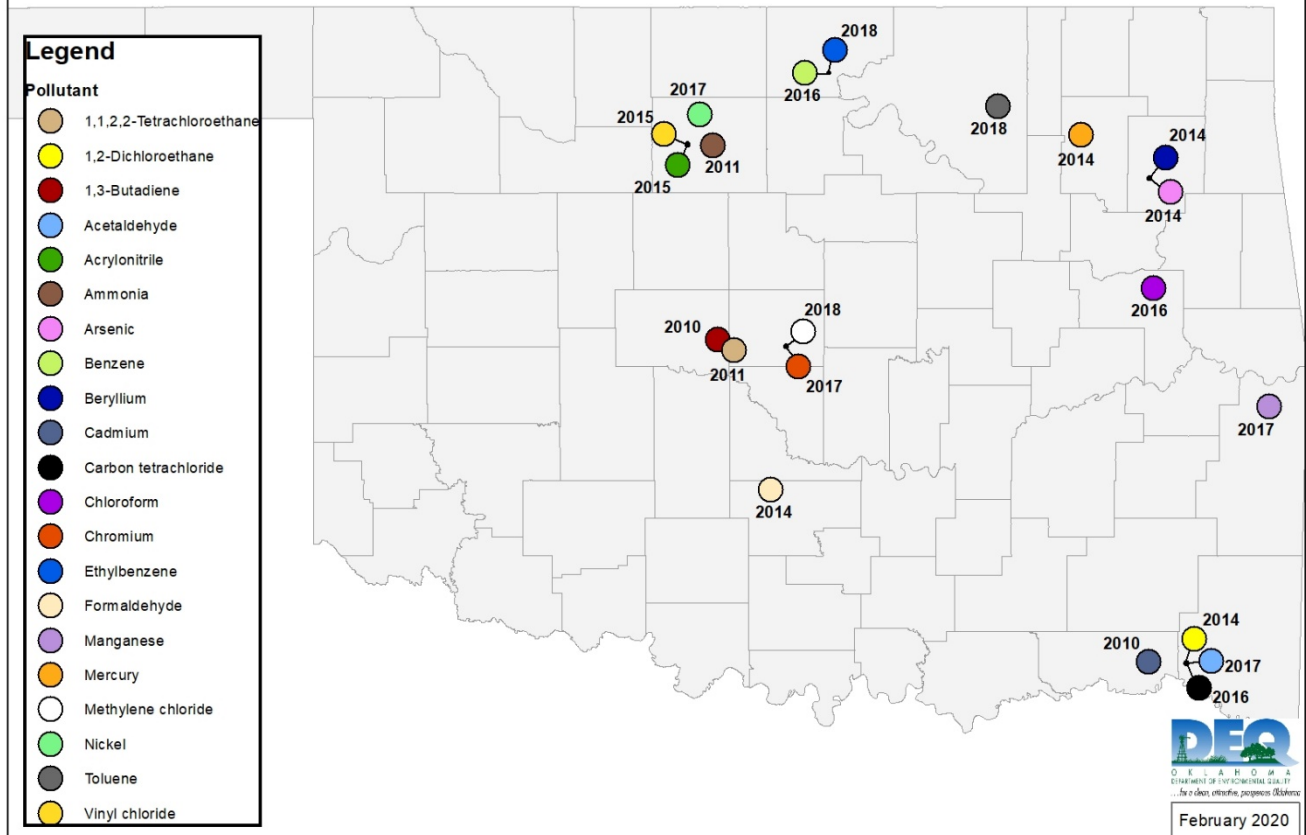 Legend
Pollutant
1,1,2,2-Tetrachloroethane
1,2-Dichloroethane
1,3-Butadiene
Acetaldehyde
Acrylonitrile
Ammonia
Arsenic
Benzene
Beryllium
Cadmium
Carbon tetrachloride
Chloroform
Chromium
Ethylbenzene
Formaldehyde
Manganese
Mercury
Methylene chloride
Nickel
Toluene
Vinyl chloride
2018
2016
2017
2015
2011
2015
2018
2014
2014
2014
2016
2018
2010
2011
2017
2017
2014
2014
2010
2017
2016
DEQ
OKLAHOMA
DEPARTMENT OF ENVIRONMENTAL QUALITY
...for a clean, attractive, prosperous Oklahoma
February 2020